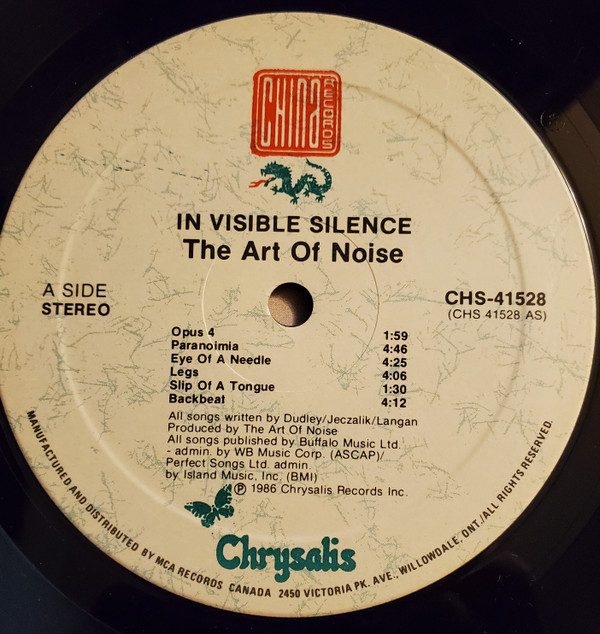 CHINA RECORDS
IN VISIBLE SILENCE
The Art Of Noise
A SIDE
STEREO
CHS-41528
(CHS 41528 AS)
Opus 4 1:59
Paranoimia 4:46
Eye Of A Needle 4:25
Legs 4:06
Slip Of A Tongue 1:30
Backbeat 4:12
All songs written by Dudley/Jeczalik/Langan
Produced by The Art Of Noise
All songs published by Buffalo Music Ltd.
- admin. by WB Music Corp. (ASCAP)/
Perfect Songs Ltd. admin.
by Island Music, Inc. (BMI)
℗ 1986 Chrysalis Records Inc.
Chrysalis
MANUFACTURED AND DISTRIBUTED BY MCA RECORDS CANADA 2450 VICTORIA PK. AVE., WILLOWDALE, ONT./ALL RIGHTS RESERVED.